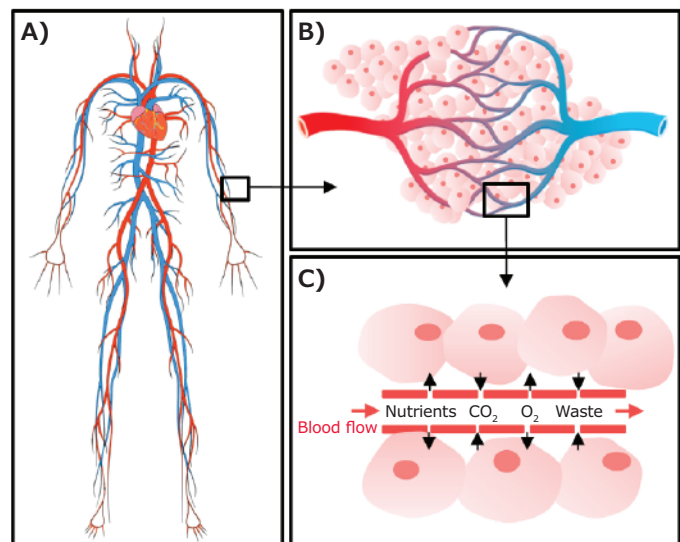 A)
B)
C)
Nutrients CO₂ O₂ Waste
Blood flow